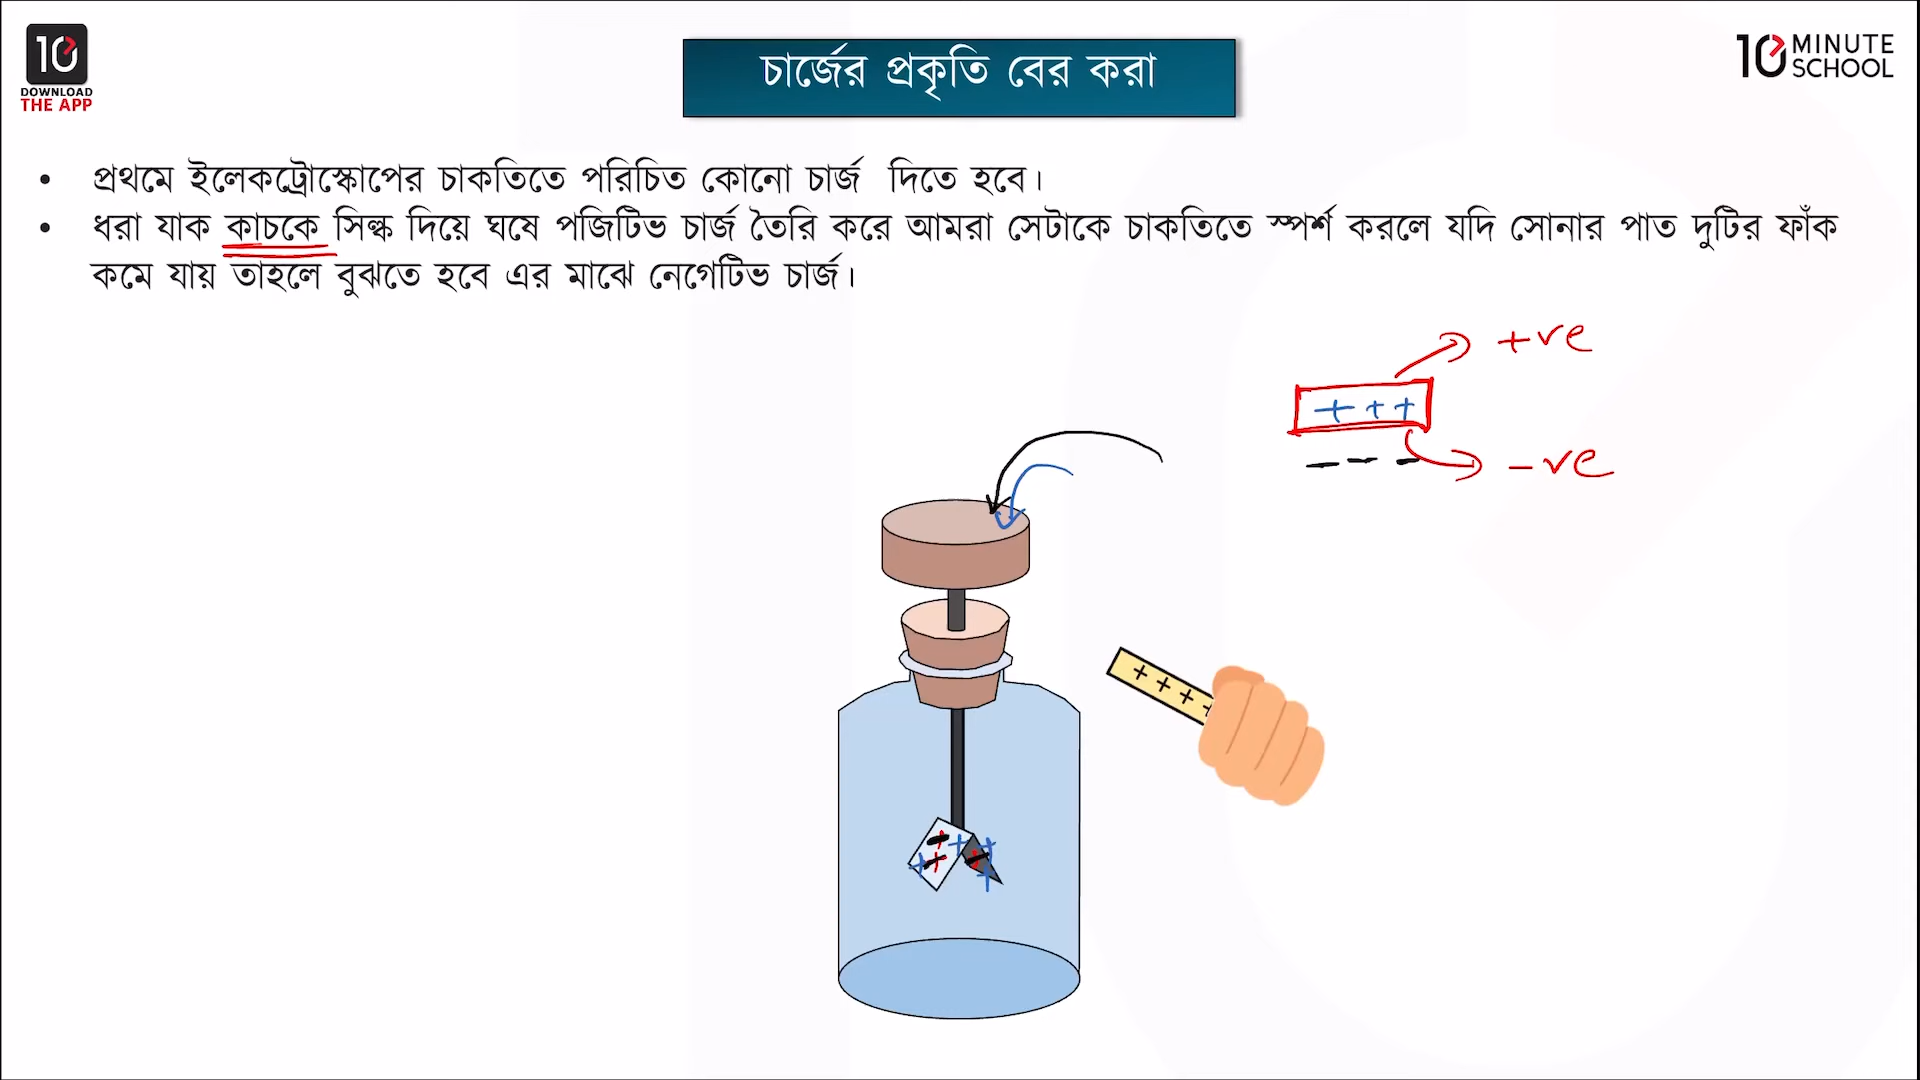 10
DOWNLOAD
THE APP
চার্জের প্রকৃতি বের করা
10 MINUTE
SCHOOL
• প্রথমে ইলেকট্রোস্কোপের চাকতিতে পরিচিত কোনো চার্জ দিতে হবে।
• ধরা যাক কাচকে সিল্ক দিয়ে ঘষে পজিটিভ চার্জ তৈরি করে আমরা সেটাকে চাকতিতে স্পর্শ করলে যদি সোনার পাত দুটির ফাঁক
কমে যায় তাহলে বুঝতে হবে এর মাঝে নেগেটিভ চার্জ।
+ve
+ + +
- - -
-ve
+ + + +